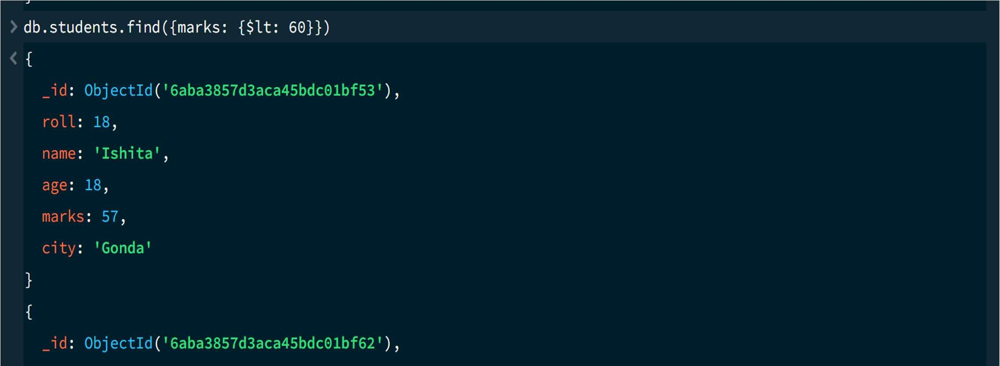 db.students.find({marks: {$lt: 60}})
{
_id: ObjectId('6aba3857d3aca45bdc01bf53'),
roll: 18,
name: 'Ishita',
age: 18,
marks: 57,
city: 'Gonda'
}
{
_id: ObjectId('6aba3857d3aca45bdc01bf62'),